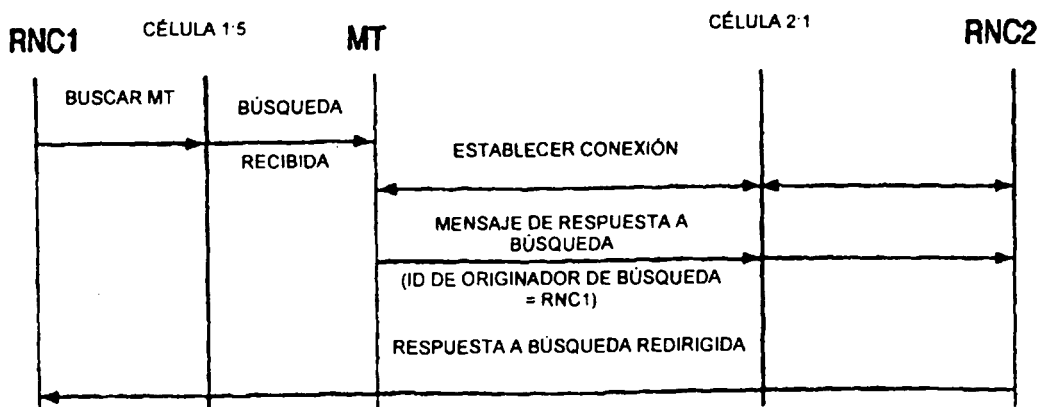 RNC1
CÉLULA 1·5
MT
CÉLULA 2·1
RNC2
BUSCAR MT
BÚSQUEDA
RECIBIDA
ESTABLECER CONEXIÓN
MENSAJE DE RESPUESTA A
BÚSQUEDA
(ID DE ORIGINADOR DE BÚSQUEDA
= RNC1)
RESPUESTA A BÚSQUEDA REDIRIGIDA